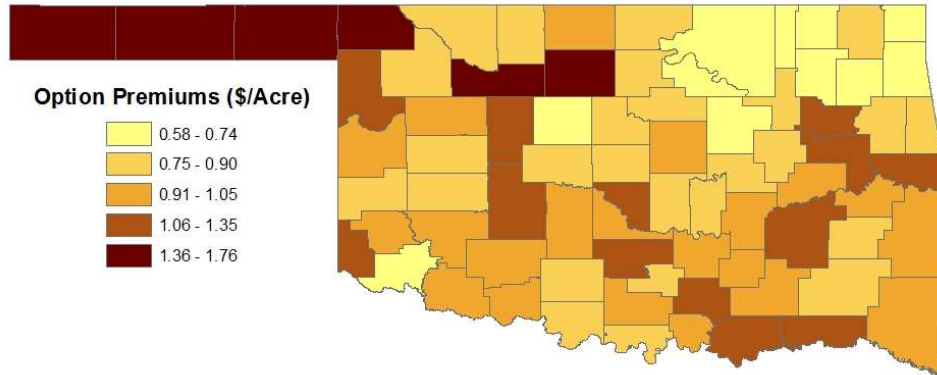 Option Premiums ($/Acre)
0.58 - 0.74
0.75 - 0.90
0.91 - 1.05
1.06 - 1.35
1.36 - 1.76